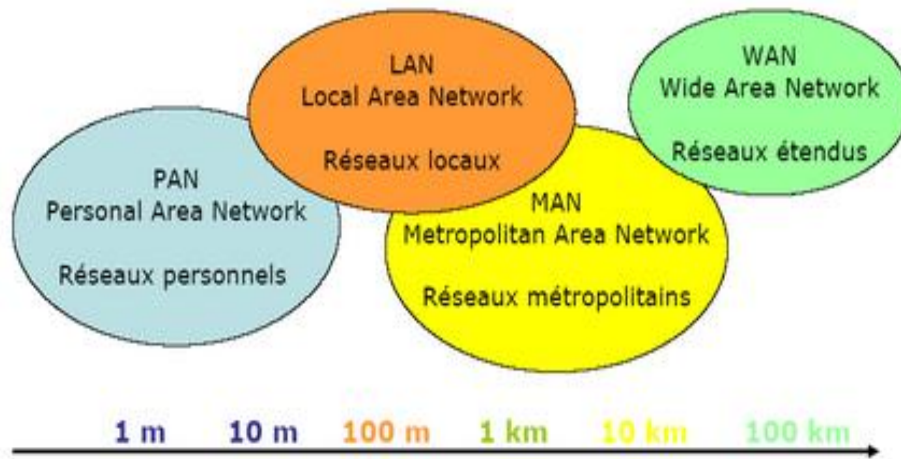 PAN
Personal Area Network
Réseaux personnels
LAN
Local Area Network
Réseaux locaux
MAN
Metropolitan Area Network
Réseaux métropolitains
WAN
Wide Area Network
Réseaux étendus
1 m 10 m 100 m 1 km 10 km 100 km